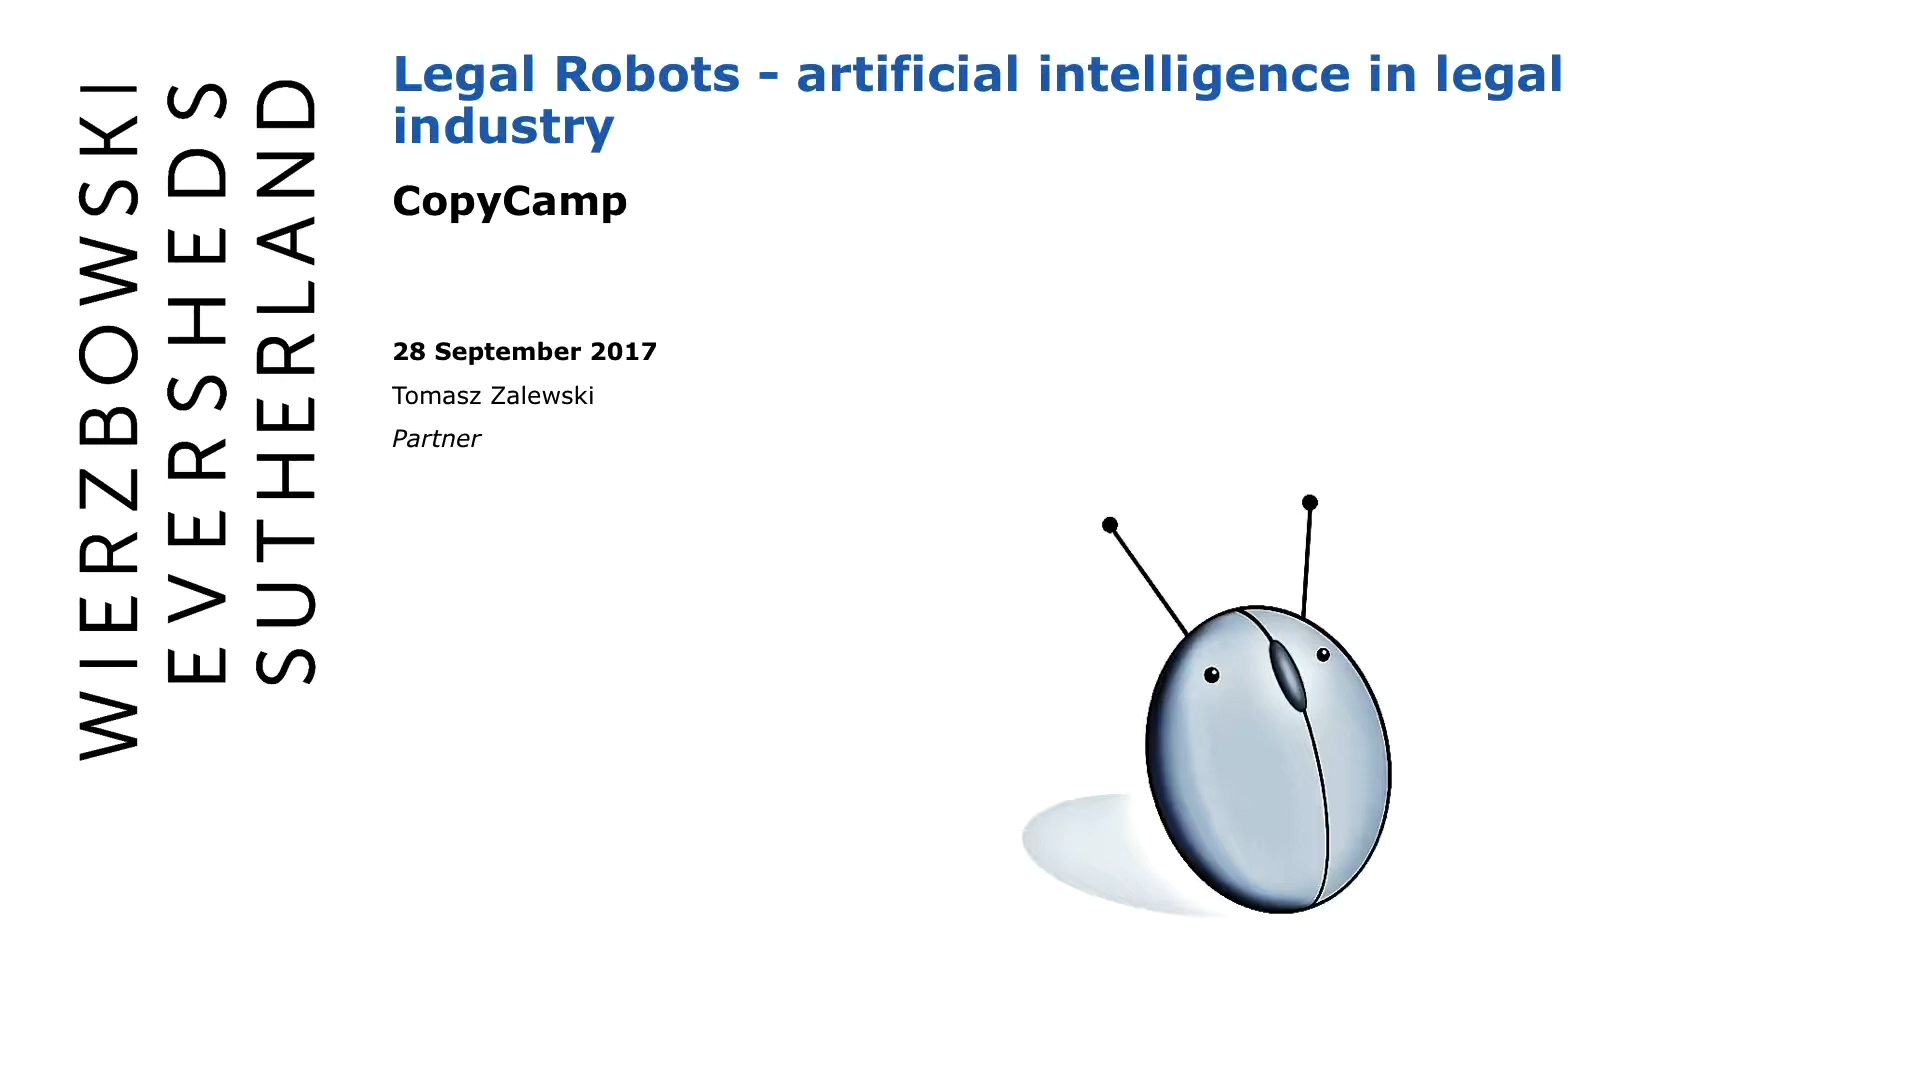 WIERZBOWSKI
EVERSHEDS
SUTHERLAND
Legal Robots - artificial intelligence in legal
industry
CopyCamp
28 September 2017
Tomasz Zalewski
Partner